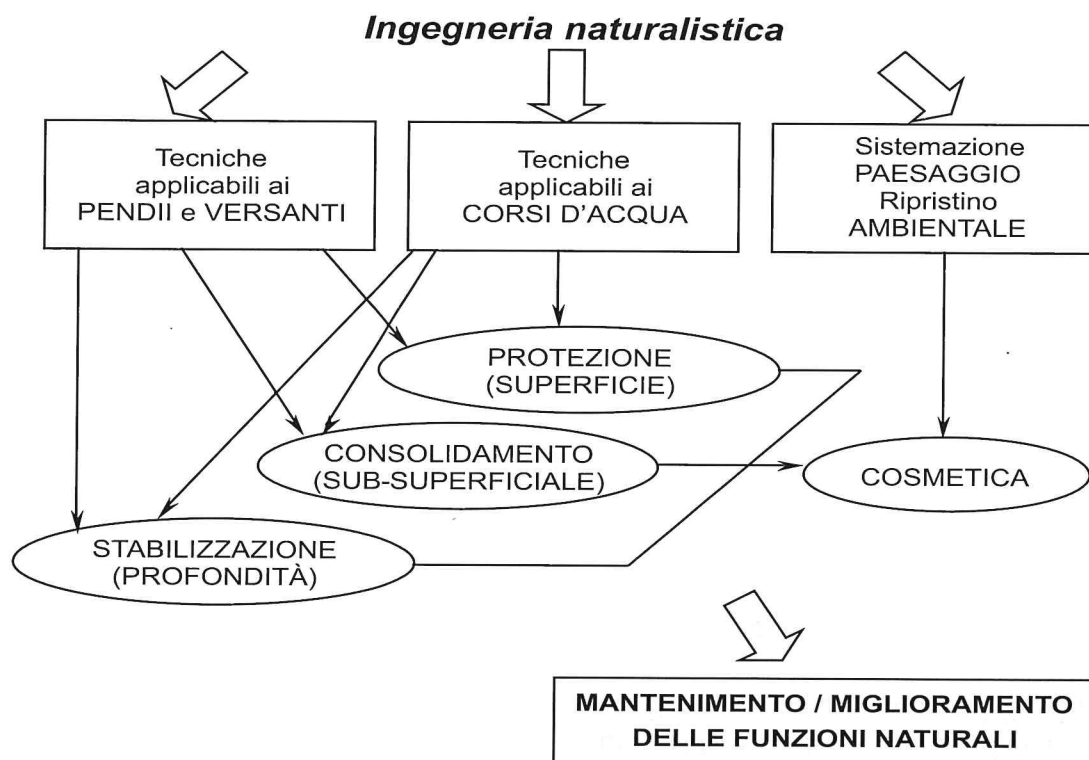 Ingegneria naturalistica
Tecniche
applicabili ai
PENDII e VERSANTI
Tecniche
applicabili ai
CORSI D'ACQUA
Sistemazione
PAESAGGIO
Ripristino
AMBIENTALE
PROTEZIONE
(SUPERFICIE)
CONSOLIDAMENTO
(SUB-SUPERFICIALE)
COSMETICA
STABILIZZAZIONE
(PROFONDITÀ)
MANTENIMENTO / MIGLIORAMENTO
DELLE FUNZIONI NATURALI